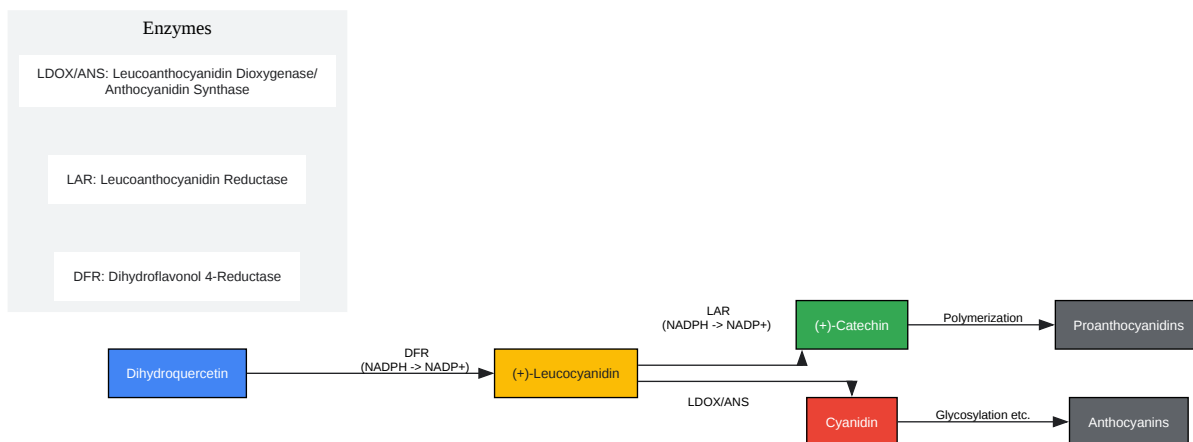 Enzymes
LDOX/ANS: Leucoanthocyanidin Dioxygenase/
Anthocyanidin Synthase
LAR: Leucoanthocyanidin Reductase
DFR: Dihydroflavonol 4-Reductase
LAR
(NADPH -> NADP+)
(+)-Catechin
Polymerization
Proanthocyanidins
Dihydroquercetin
DFR
(NADPH -> NADP+)
(+)-Leucocyanidin
LDOX/ANS
Cyanidin
Glycosylation etc.
Anthocyanins